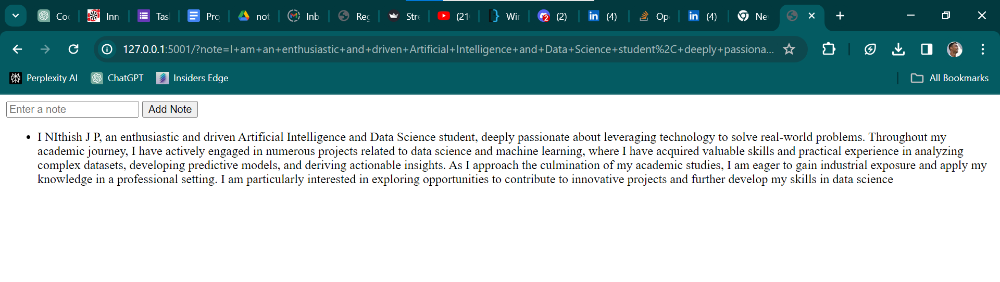 Co
Inn
Tas
Pro
not
Inb
Rec
Stre
(21
Win
2
(2)
in (4)
Op
in (4)
Ne
127.0.0.1:5001/?note=I+am+an+enthusiastic+and+driven+Artificial+Intelligence+and+Data+Science+student%2C+deeply+passiona...
Perplexity AI
ChatGPT
Insiders Edge
All Bookmarks
Enter a note
Add Note
• I NIthish J P, an enthusiastic and driven Artificial Intelligence and Data Science student, deeply passionate about leveraging technology to solve real-world problems. Throughout my
academic journey, I have actively engaged in numerous projects related to data science and machine learning, where I have acquired valuable skills and practical experience in analyzing
complex datasets, developing predictive models, and deriving actionable insights. As I approach the culmination of my academic studies, I am eager to gain industrial exposure and apply my
knowledge in a professional setting. I am particularly interested in exploring opportunities to contribute to innovative projects and further develop my skills in data science